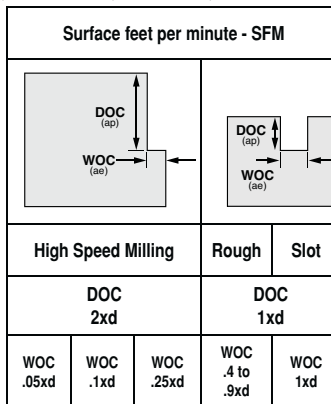 Surface feet per minute - SFM
DOC
(ap)
WOC
(ae)
DOC
(ap)
WOC
(ae)
High Speed Milling
Rough
Slot
DOC
2xd
DOC
1xd
WOC
.05xd
WOC
.1xd
WOC
.25xd
WOC
.4 to
.9xd
WOC
1xd